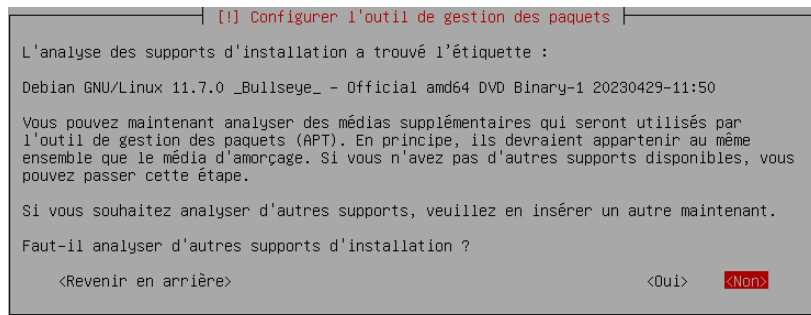 [!] Configurer l'outil de gestion des paquets
L'analyse des supports d'installation a trouvé l’étiquette :
Debian GNU/Linux 11.7.0 _Bullseye_ – Official amd64 DVD Binary-1 20230429-11:50
Vous pouvez maintenant analyser des médias supplémentaires qui seront utilisés par
l'outil de gestion des paquets (APT). En principe, ils devraient appartenir au même
ensemble que le média d'amorçage. Si vous n'avez pas d'autres supports disponibles, vous
pouvez passer cette étape.
Si vous souhaitez analyser d'autres supports, veuillez en insérer un autre maintenant.
Faut-il analyser d'autres supports d'installation ?
<Revenir en arrière> <Oui> <Non>